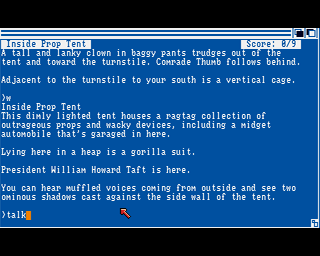 Inside Prop Tent Score: 0/9
A tall and lanky clown in baggy pants trudges out of the
tent and toward the turnstile. Comrade Thumb follows behind.
Adjacent to the turnstile to your south is a vertical cage.
)w
Inside Prop Tent
This dimly lighted tent houses a ragtag collection of
outrageous props and wacky devices, including a midget
automobile that's garaged in here.
Lying here in a heap is a gorilla suit.
President William Howard Taft is here.
You can hear muffled voices coming from outside and see two
ominous shadows cast against the side wall of the tent.
)talk